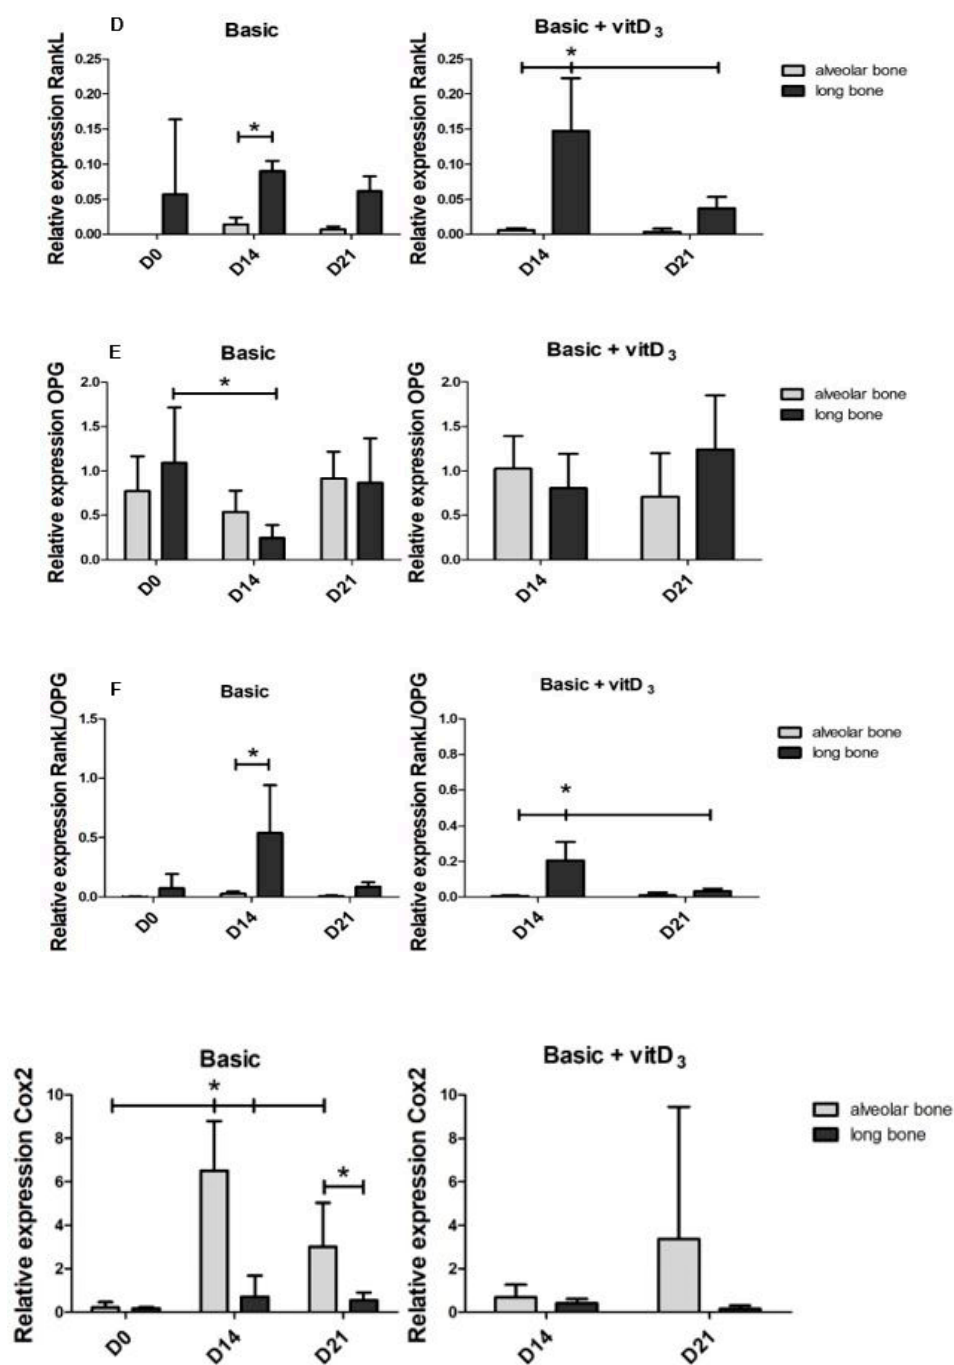 D
Basic
Basic + vitD 3
Relative expression RankL
0.25
0.20
0.15
0.10
0.05
0.00
*
D0
D14
D21
Relative expression RankL
0.25
0.20
0.15
0.10
0.05
0.00
*
D14
D21
alveolar bone
long bone
E
Basic
Basic + vitD 3
Relative expression OPG
2.0
1.5
1.0
0.5
0.0
*
D0
D14
D21
Relative expression OPG
2.0
1.5
1.0
0.5
0.0
D14
D21
alveolar bone
long bone
F
Basic
Basic + vitD 3
Relative expression RankL/OPG
1.5
1.0
0.5
0.0
*
D0
D14
D21
Relative expression RankL/OPG
1.0
0.8
0.6
0.4
0.2
0.0
*
D14
D21
alveolar bone
long bone
Basic
Basic + vitD3
Relative expression Cox2
10
8
6
4
2
0
*
*
D0
D14
D21
Relative expression Cox2
10
8
6
4
2
0
D14
D21
alveolar bone
long bone